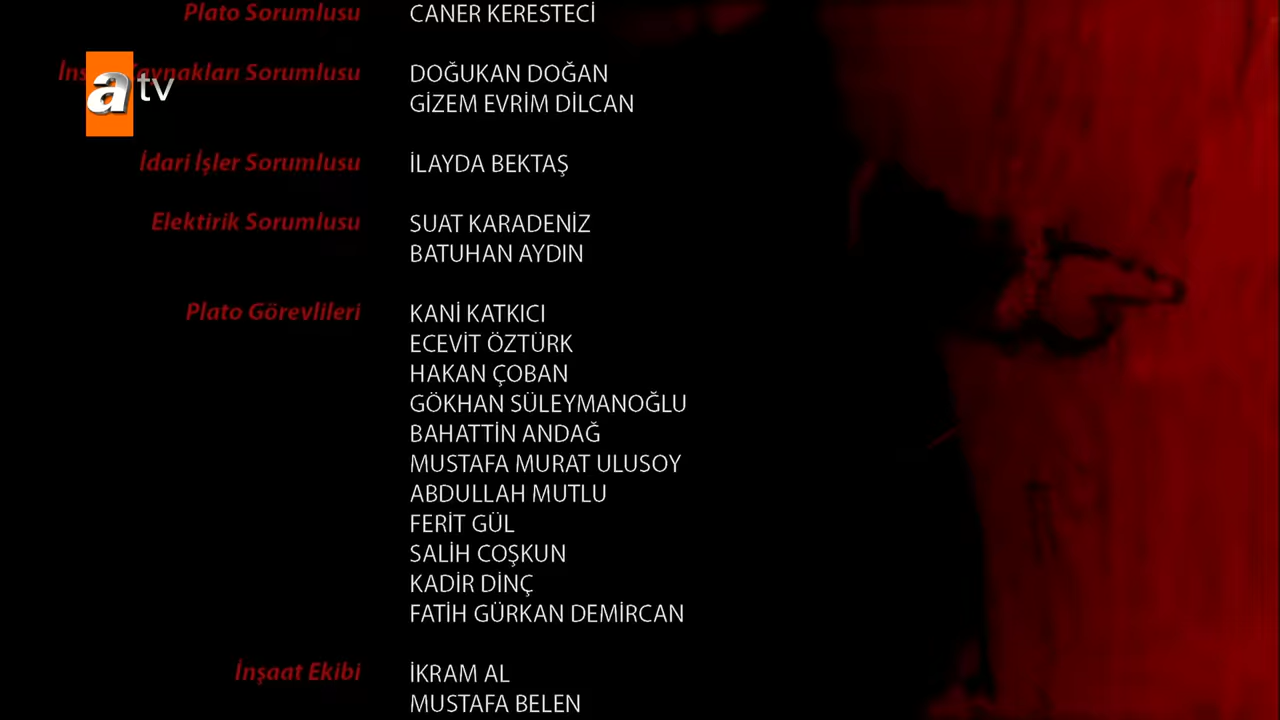 Plato Sorumlusu CANER KERESTECİ
Kaynakları Sorumlusu DOĞUKAN DOĞAN
a tv
GİZEM EVRİM DİLCAN
İdari İşler Sorumlusu İLAYDA BEKTAŞ
Elektirik Sorumlusu SUAT KARADENİZ
BATUHAN AYDIN
Plato Görevlileri KANİ KATKICI
ECEVİT ÖZTÜRK
HAKAN ÇOBAN
GÖKHAN SÜLEYMANOĞLU
BAHATTİN ANDAĞ
MUSTAFA MURAT ULUSOY
ABDULLAH MUTLU
FERİT GÜL
SALİH COŞKUN
KADİR DİNÇ
FATİH GÜRKAN DEMİRCAN
İnşaat Ekibi İKRAM AL
MUSTAFA BELEN